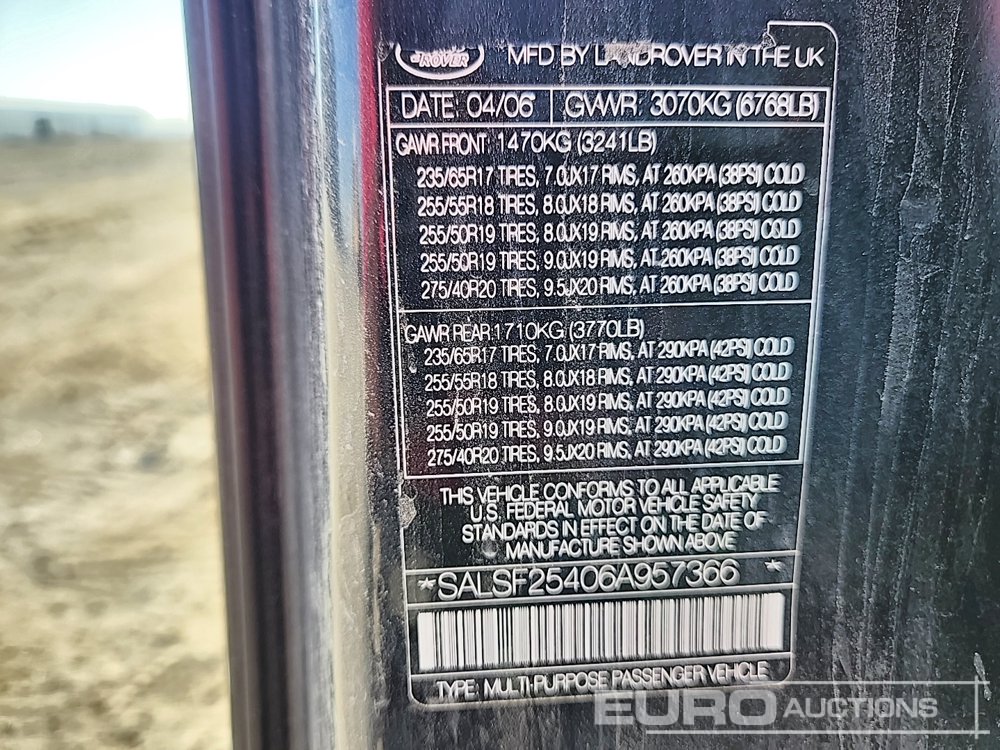 ROVER MFD BY LANDROVER IN THE UK
DATE: 04/06 GVWR: 3070KG (6768LB)
GAWR FRONT: 1470KG (3241LB)
235/65R17 TIRES, 7.0JX17 RIMS, AT 260KPA (38PSI) COLD
255/55R18 TIRES, 8.0JX18 RIMS, AT 260KPA (38PSI) COLD
255/50R19 TIRES, 8.0JX19 RIMS, AT 260KPA (38PSI) COLD
255/50R19 TIRES, 9.0JX19 RIMS, AT 260KPA (38PSI) COLD
275/40R20 TIRES, 9.5JX20 RIMS, AT 260KPA (38PSI) COLD
GAWR REAR: 1710KG (3770LB)
235/65R17 TIRES, 7.0JX17 RIMS, AT 290KPA (42PSI) COLD
255/55R18 TIRES, 8.0JX18 RIMS, AT 290KPA (42PSI) COLD
255/50R19 TIRES, 8.0JX19 RIMS, AT 290KPA (42PSI) COLD
255/50R19 TIRES, 9.0JX19 RIMS, AT 290KPA (42PSI) COLD
275/40R20 TIRES, 9.5JX20 RIMS, AT 290KPA (42PSI) COLD
THIS VEHICLE CONFORMS TO ALL APPLICABLE
U.S. FEDERAL MOTOR VEHICLE SAFETY
STANDARDS IN EFFECT ON THE DATE OF
MANUFACTURE SHOWN ABOVE
*SALSF25406A957366 *
TYPE: MULTI-PURPOSE PASSENGER VEHICLE
EURO AUCTIONS